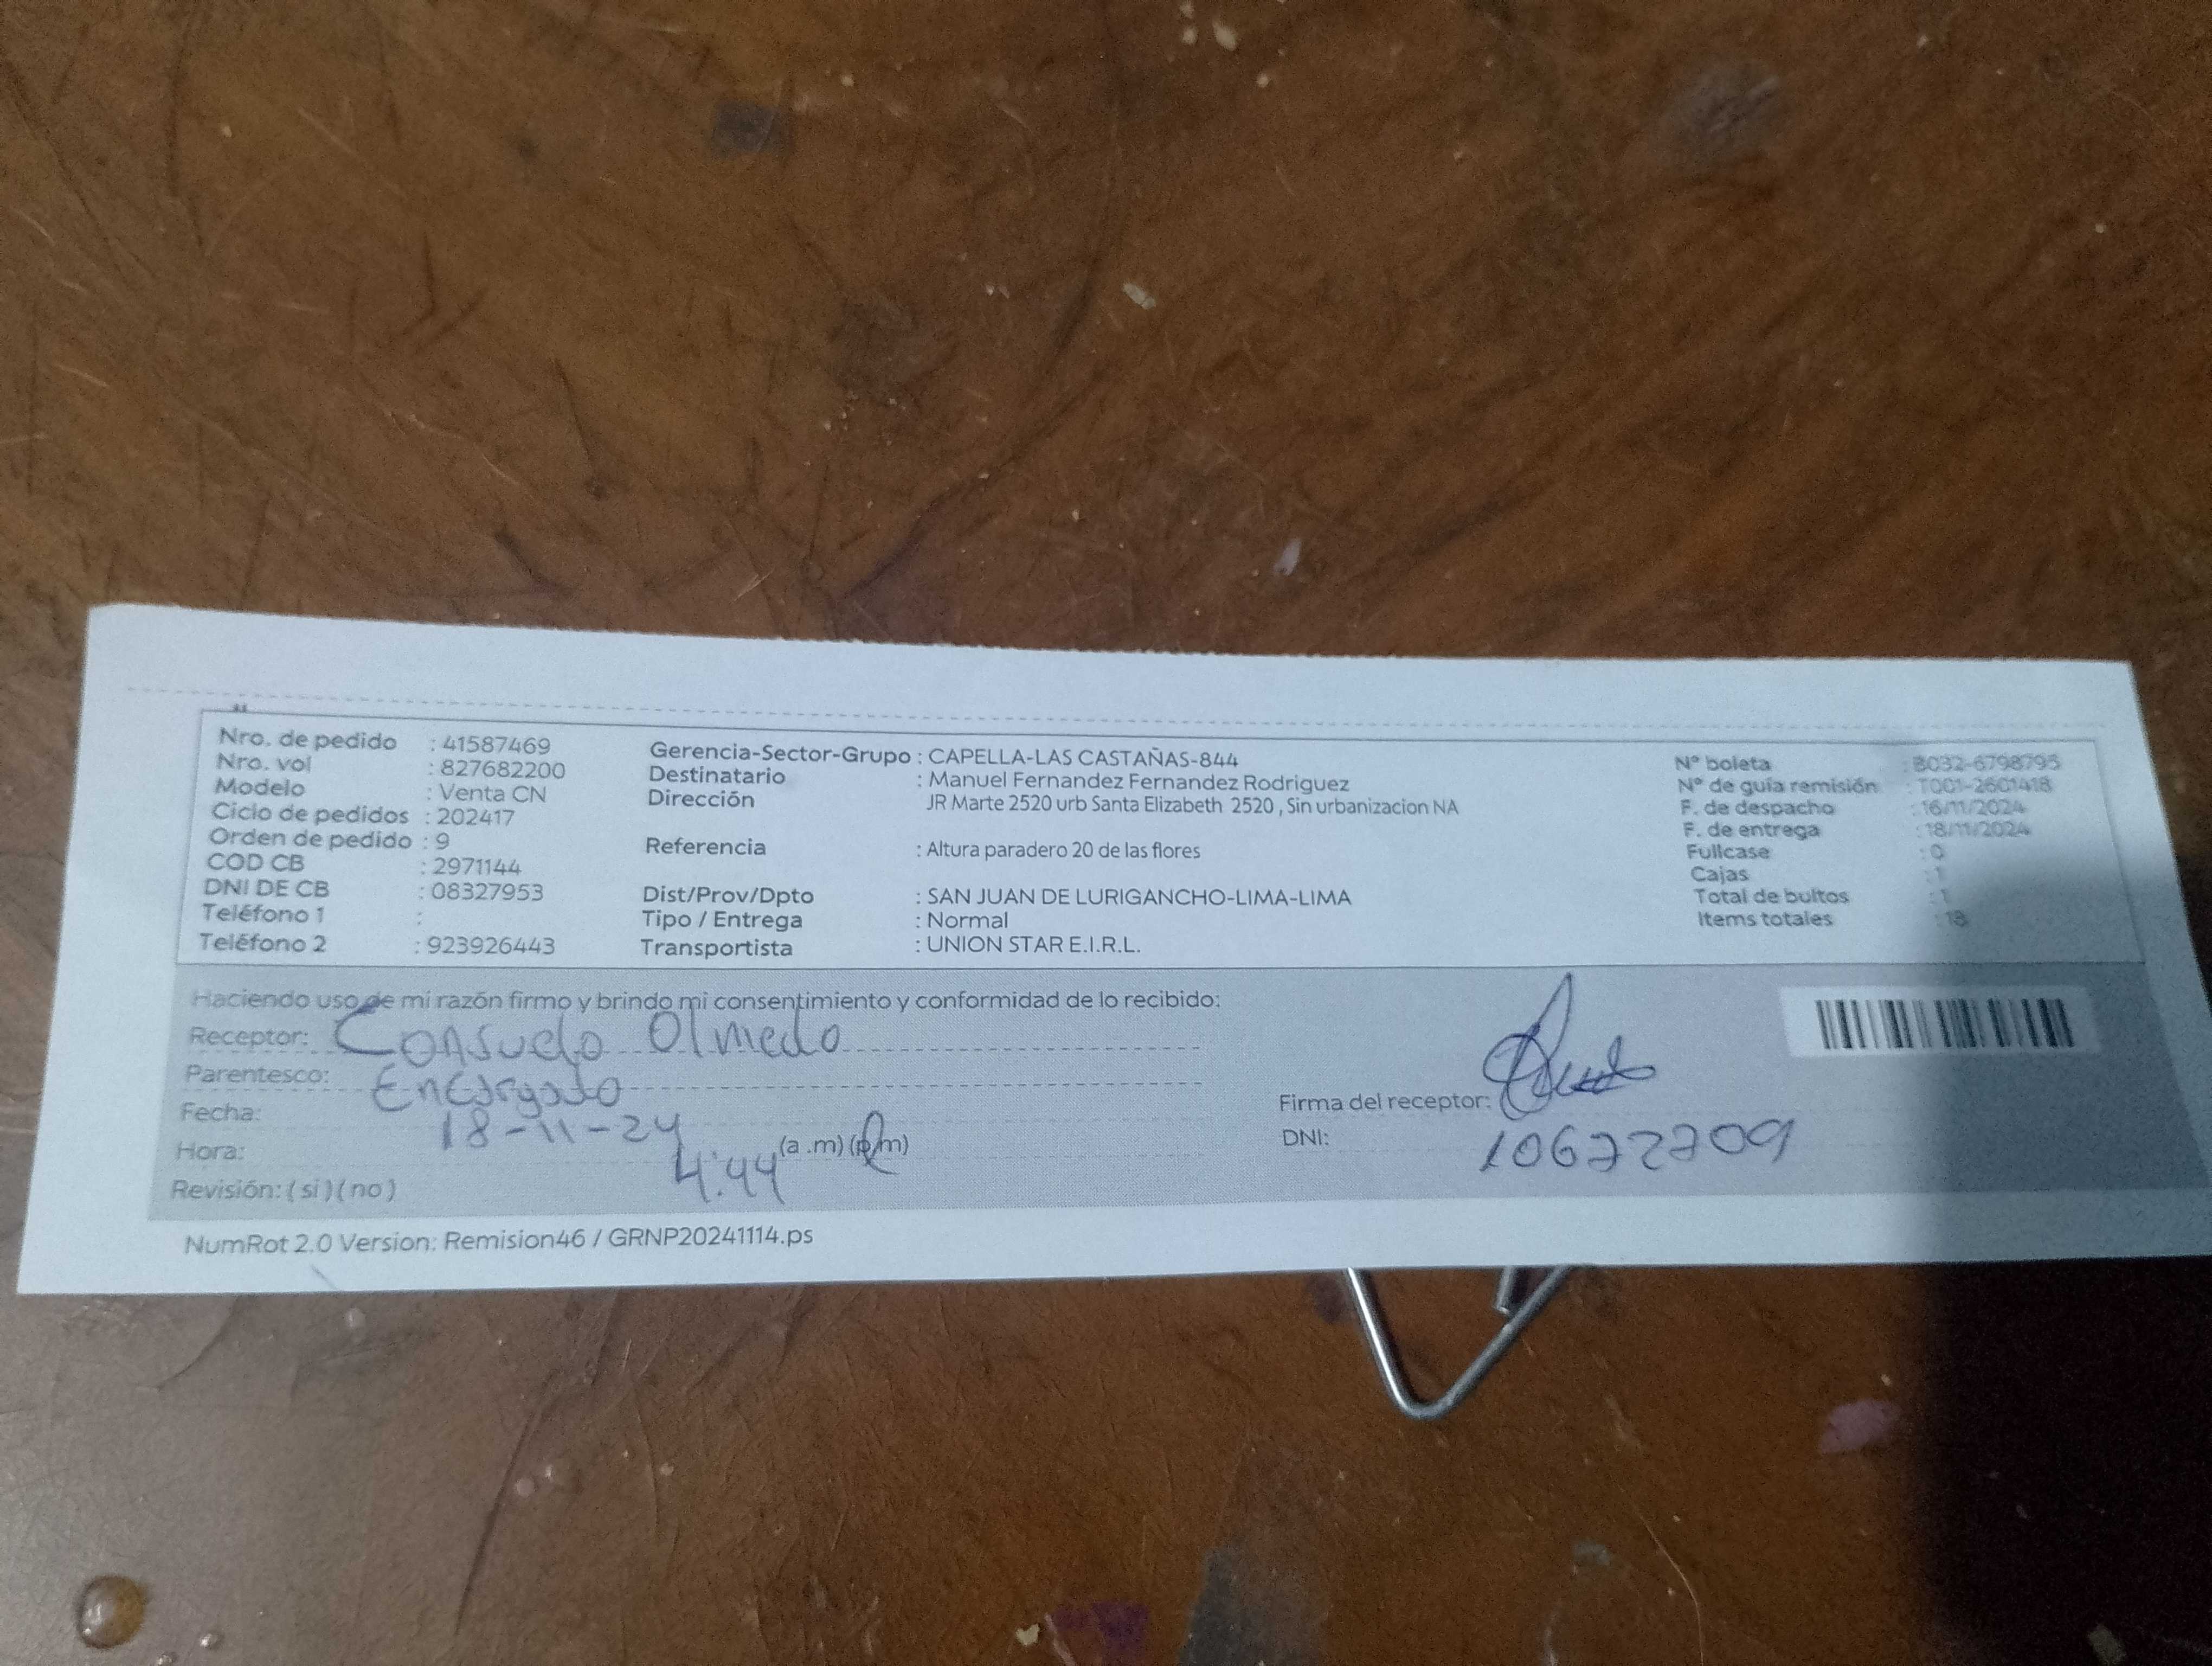 Nro. de pedido : 41587469
Nro. vol : 827682200
Modelo : Venta CN
Ciclo de pedidos : 202417
Orden de pedido : 9
COD CB : 2971144
DNI DE CB : 08327953
Teléfono 1 :
Teléfono 2 : 923926443
Gerencia-Sector-Grupo : CAPELLA-LAS CASTAÑAS-844
Destinatario : Manuel Fernandez Fernandez Rodriguez
Dirección JR Marte 2520 urb Santa Elizabeth 2520 , Sin urbanizacion NA
Referencia : Altura paradero 20 de las flores
Dist/Prov/Dpto : SAN JUAN DE LURIGANCHO-LIMA-LIMA
Tipo / Entrega : Normal
Transportista : UNION STAR E.I.R.L.
N° boleta : B032-6798795
N° de guía remisión : T001-2601418
F. de despacho : 16/11/2024
F. de entrega : 18/11/2024
Fullcase : 0
Cajas : 1
Total de bultos : 1
Items totales : 18
Haciendo uso de mi razón firmo y brindo mi consentimiento y conformidad de lo recibido:
Receptor: Consuelo Olmedo
Parentesco: Encargado
Fecha: 18-11-24
Hora: 4:44 (a .m) (p.m)
Revisión: ( si ) ( no )
Firma del receptor:
DNI: 10672709
NumRot 2.0 Version: Remision46 / GRNP20241114.ps